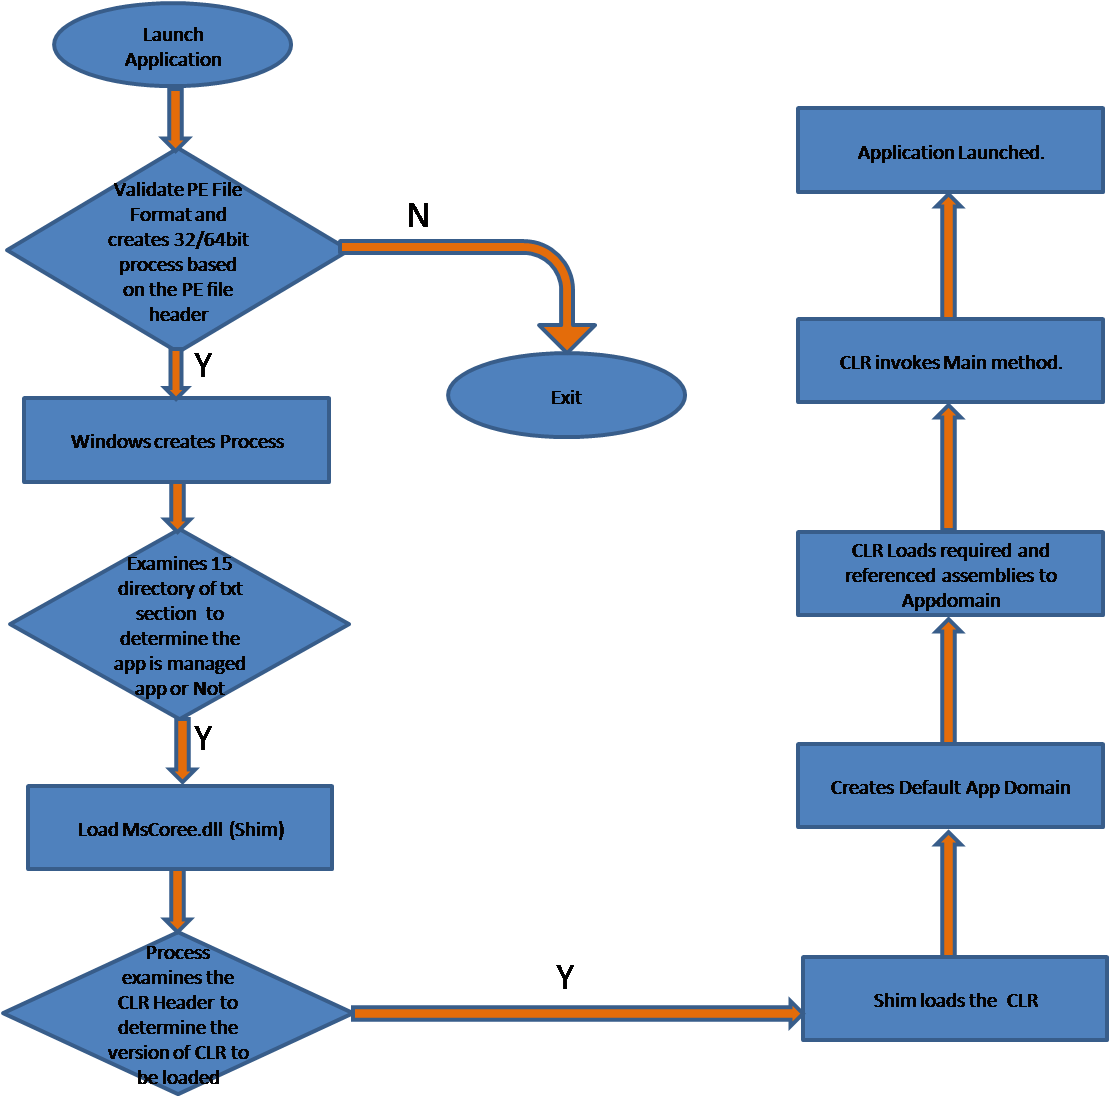 Launch
Application
Validate PE File
Format and
creates 32/64bit
process based
on the PE file
header
N
Exit
Y
Windows creates Process
Examines 15
directory of txt
section to
determine the
app is managed
app or Not
Y
Load MsCoree.dll (Shim)
Process
examines the
CLR Header to
determine the
version of CLR to
be loaded
Y
Shim loads the CLR
Creates Default App Domain
CLR Loads required and
referenced assemblies to
Appdomain
CLR invokes Main method.
Application Launched.